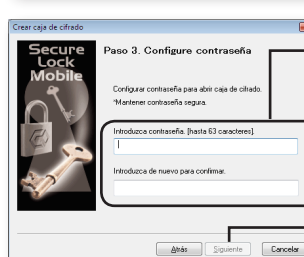 Crear caja de cifrado
Secure
Lock
Mobile
Paso 3. Configure contraseña
Configurar contraseña para abrir caja de cifrado.
*Mantener contraseña segura.
Introduzca contraseña. [hasta 63 caracteres].
Introduzca de nuevo para confirmar.
Atrás
Siguiente
Cancelar